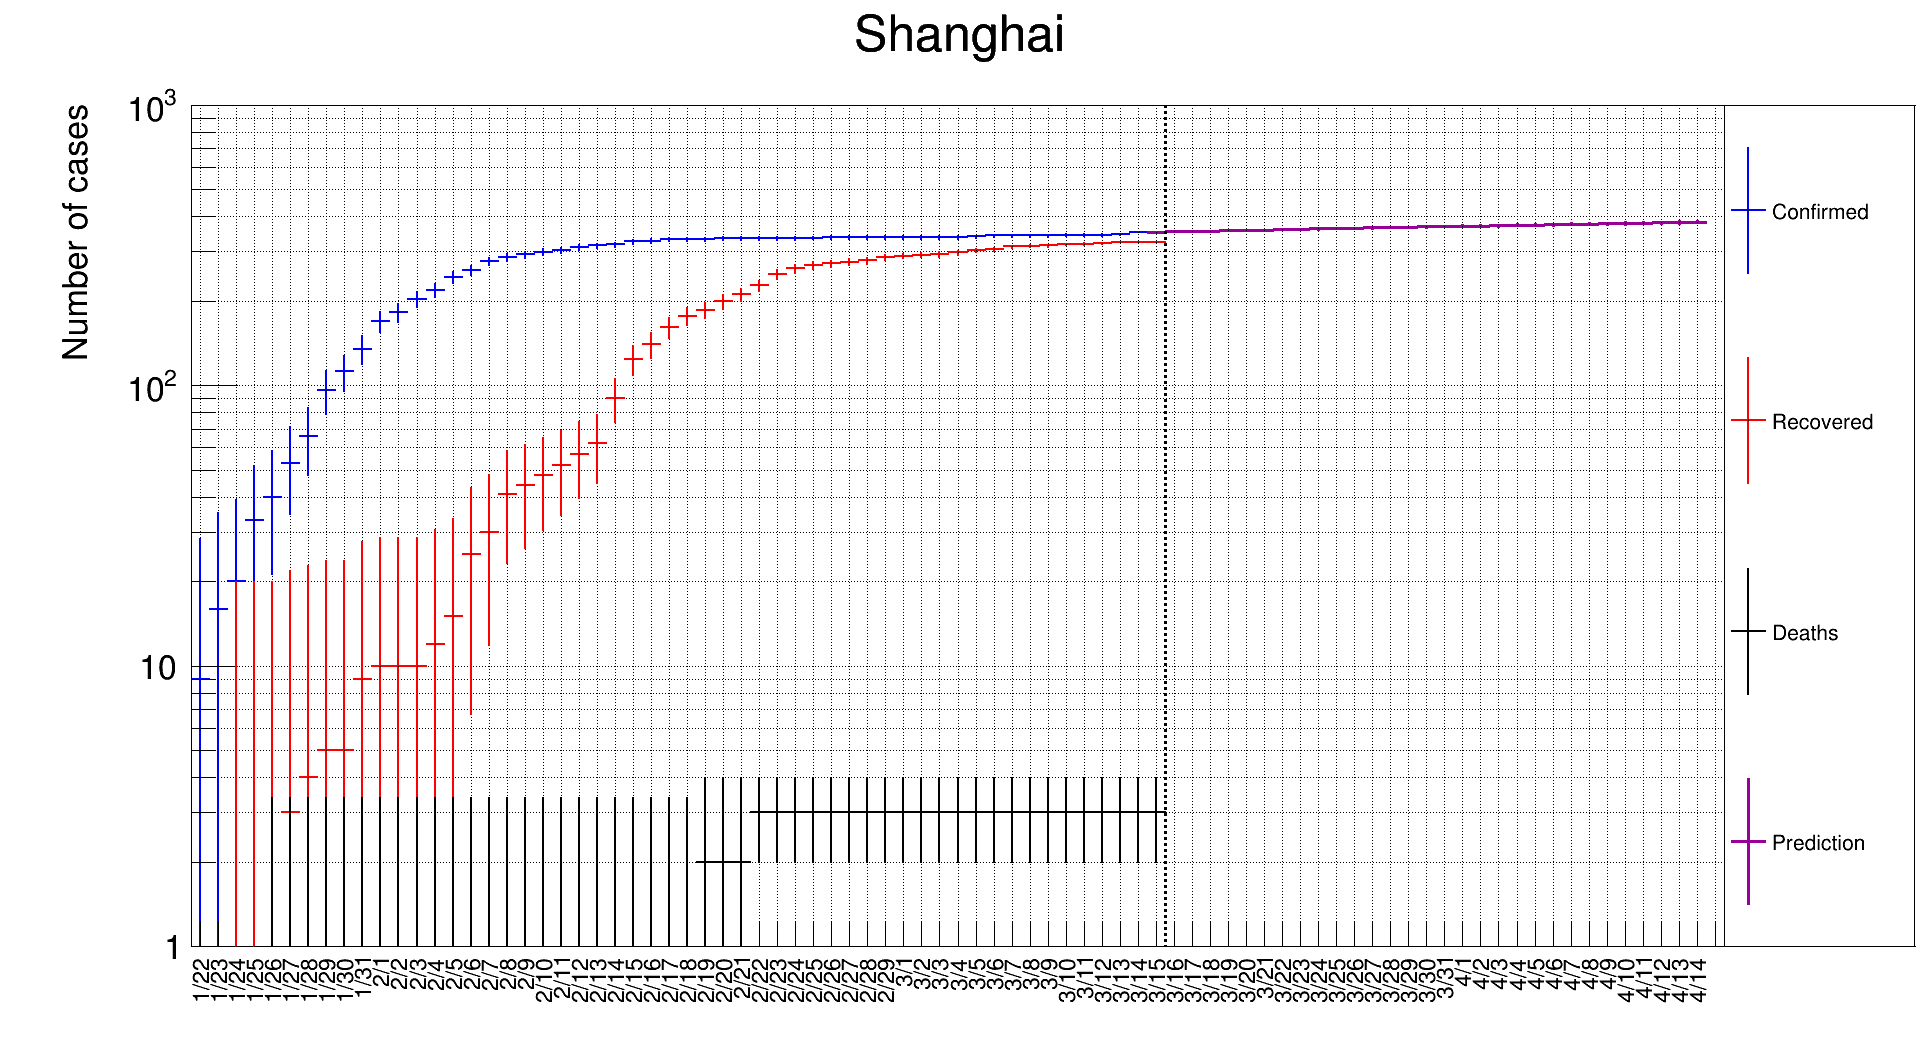 Shanghai
Number of cases
10³
10²
10
1
1/22 1/23 1/24 1/25 1/26 1/27 1/28 1/29 1/30 1/31 2/1 2/2 2/3 2/4 2/5 2/6 2/7 2/8 2/9 2/10 2/11 2/12 2/13 2/14 2/15 2/16 2/17 2/18 2/19 2/20 2/21 2/22 2/23 2/24 2/25 2/26 2/27 2/28 2/29 3/1 3/2 3/3 3/4 3/5 3/6 3/7 3/8 3/9 3/10 3/11 3/12 3/13 3/14 3/15 3/16 3/17 3/18 3/19 3/20 3/21 3/22 3/23 3/24 3/25 3/26 3/27 3/28 3/29 3/30 3/31 4/1 4/2 4/3 4/4 4/5 4/6 4/7 4/8 4/9 4/10 4/11 4/12 4/13 4/14
Confirmed
Recovered
Deaths
Prediction